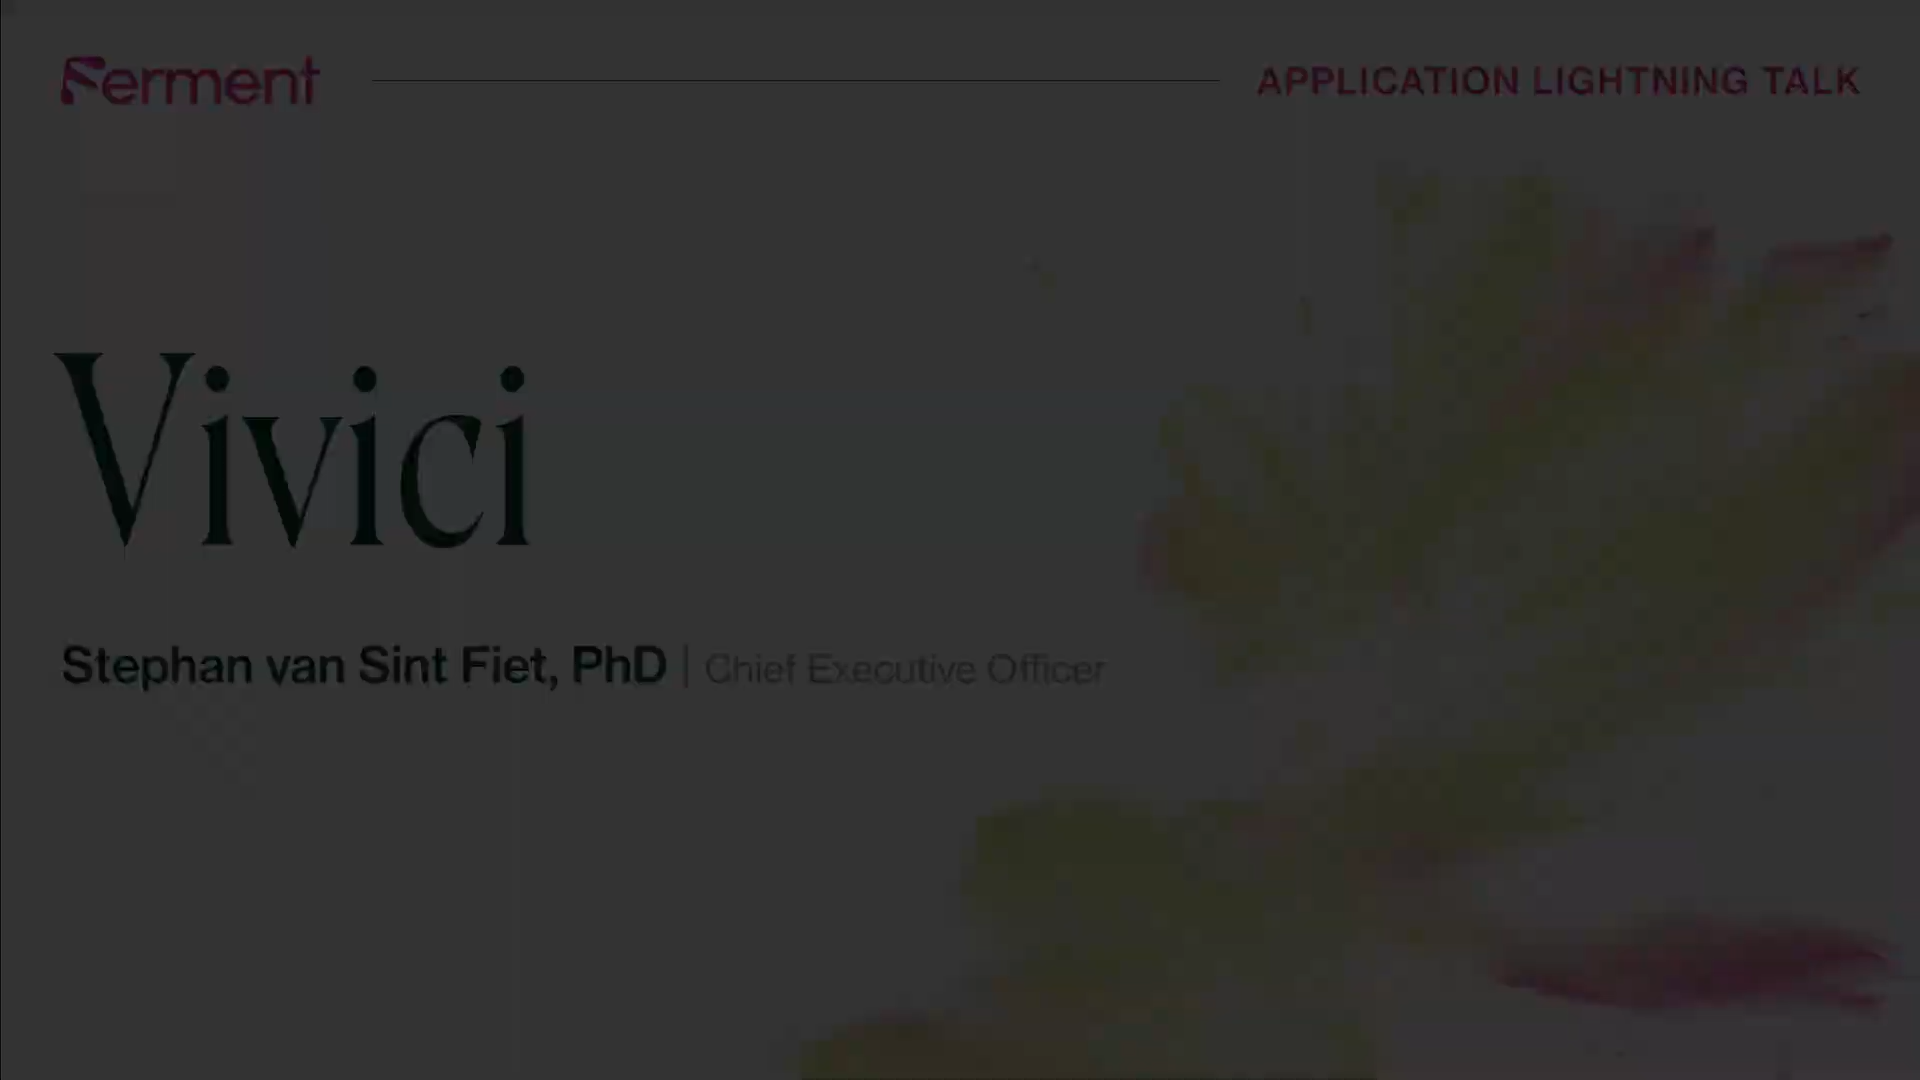 Ferment
APPLICATION LIGHTNING TALK
Vivici
Stephan van Sint Fiet, PhD | Chief Executive Officer